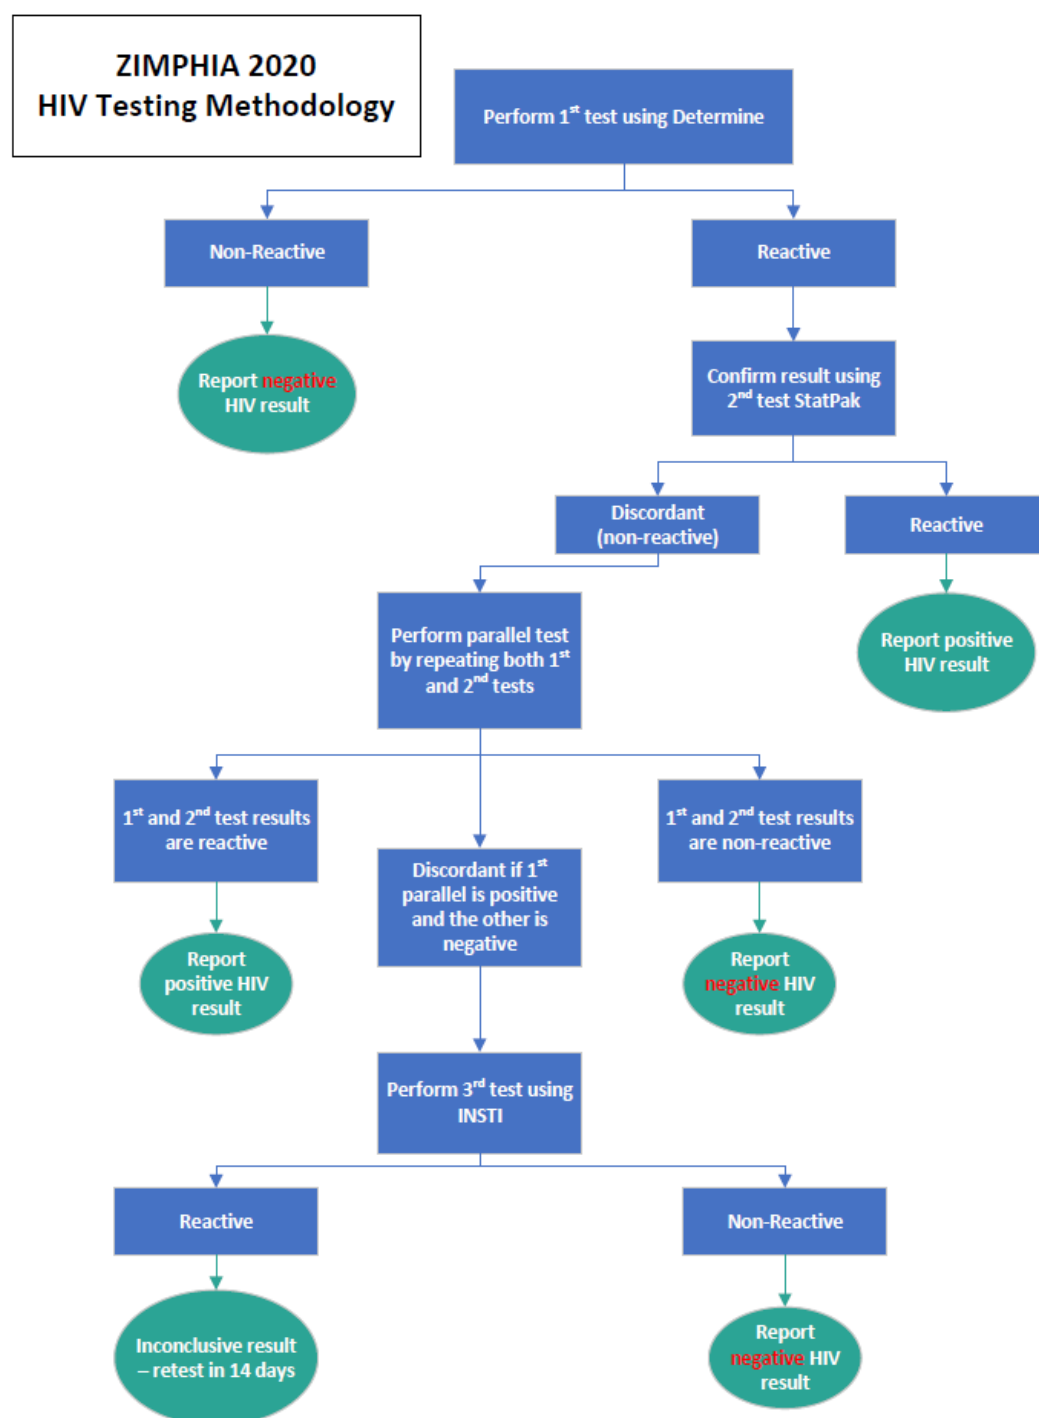 ZIMPHIA 2020
HIV Testing Methodology
Perform 1st test using Determine
Non-Reactive
Reactive
Report negative
HIV result
Confirm result using
2nd test StatPak
Discordant
(non-reactive)
Reactive
Perform parallel test
by repeating both 1st
and 2nd tests
Report positive
HIV result
1st and 2nd test results
are reactive
Discordant if 1st
parallel is positive
and the other is
negative
1st and 2nd test results
are non-reactive
Report
positive HIV
result
Report
negative HIV
result
Perform 3rd test using
INSTI
Reactive
Non-Reactive
Inconclusive result
– retest in 14 days
Report
negative HIV
result